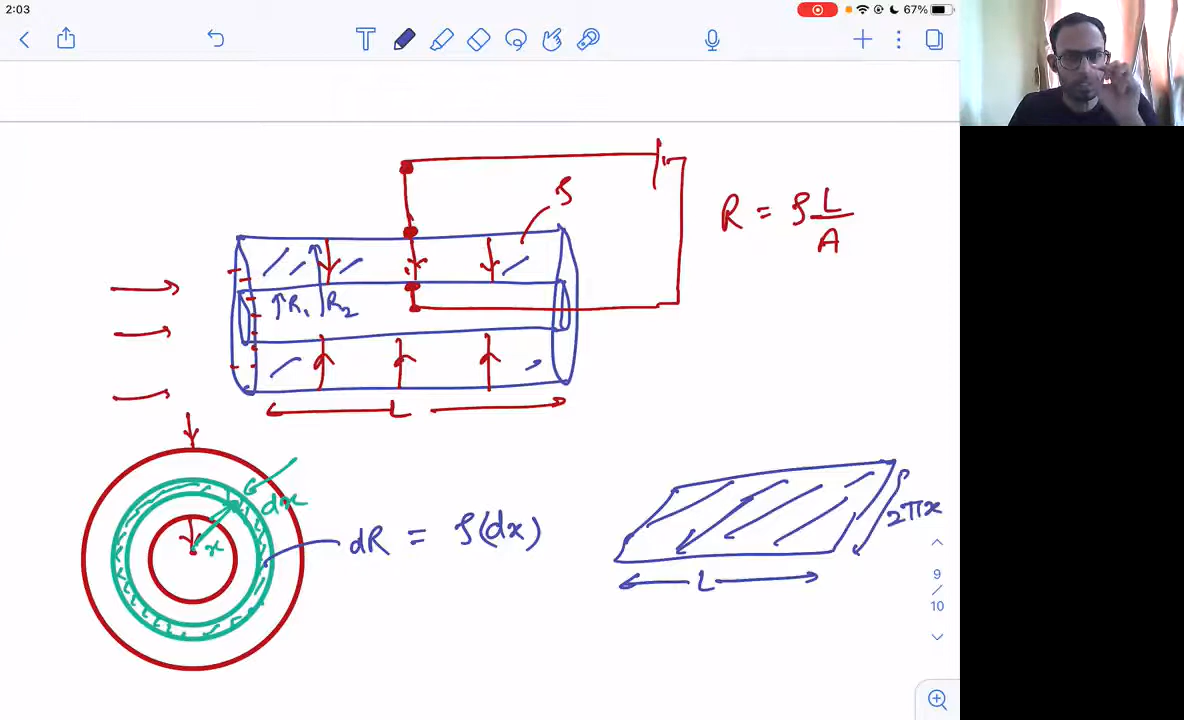 2:03
67%
T
ρ
R = ρ L/A
R₁ R₂
L
dx
x
dR = ρ(dx)
2πx
L
9
/
10